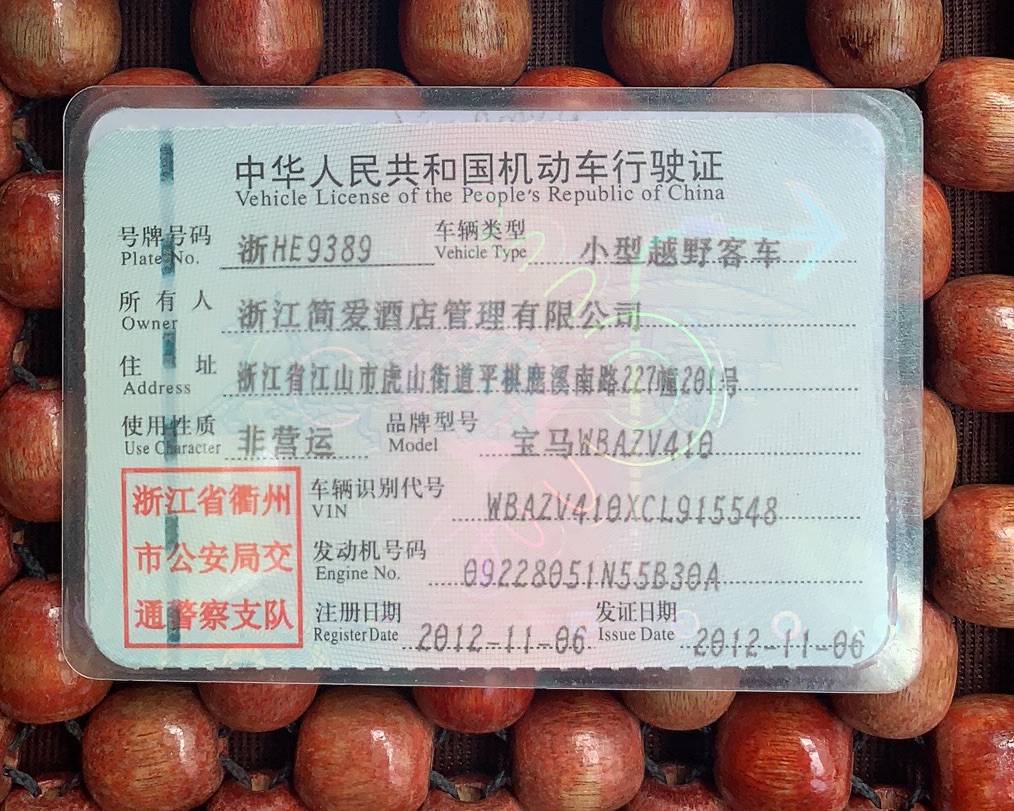 中华人民共和国机动车行驶证
Vehicle License of the People's Republic of China
号牌号码 浙HE9389 车辆类型 小型越野客车
Plate No. Vehicle Type
所有人 浙江简爱酒店管理有限公司
Owner
住址 浙江省江山市虎山街道平棋鹿溪南路227幢201号
Address
使用性质 非营运 品牌型号 宝马WBAZV410
Use Character Model
浙江省衢州
市公安局交
通警察支队
车辆识别代号 WBAZV410XCL915548
VIN
发动机号码 09228051N55B30A
Engine No.
注册日期 2012-11-06 发证日期 2012-11-06
Register Date Issue Date